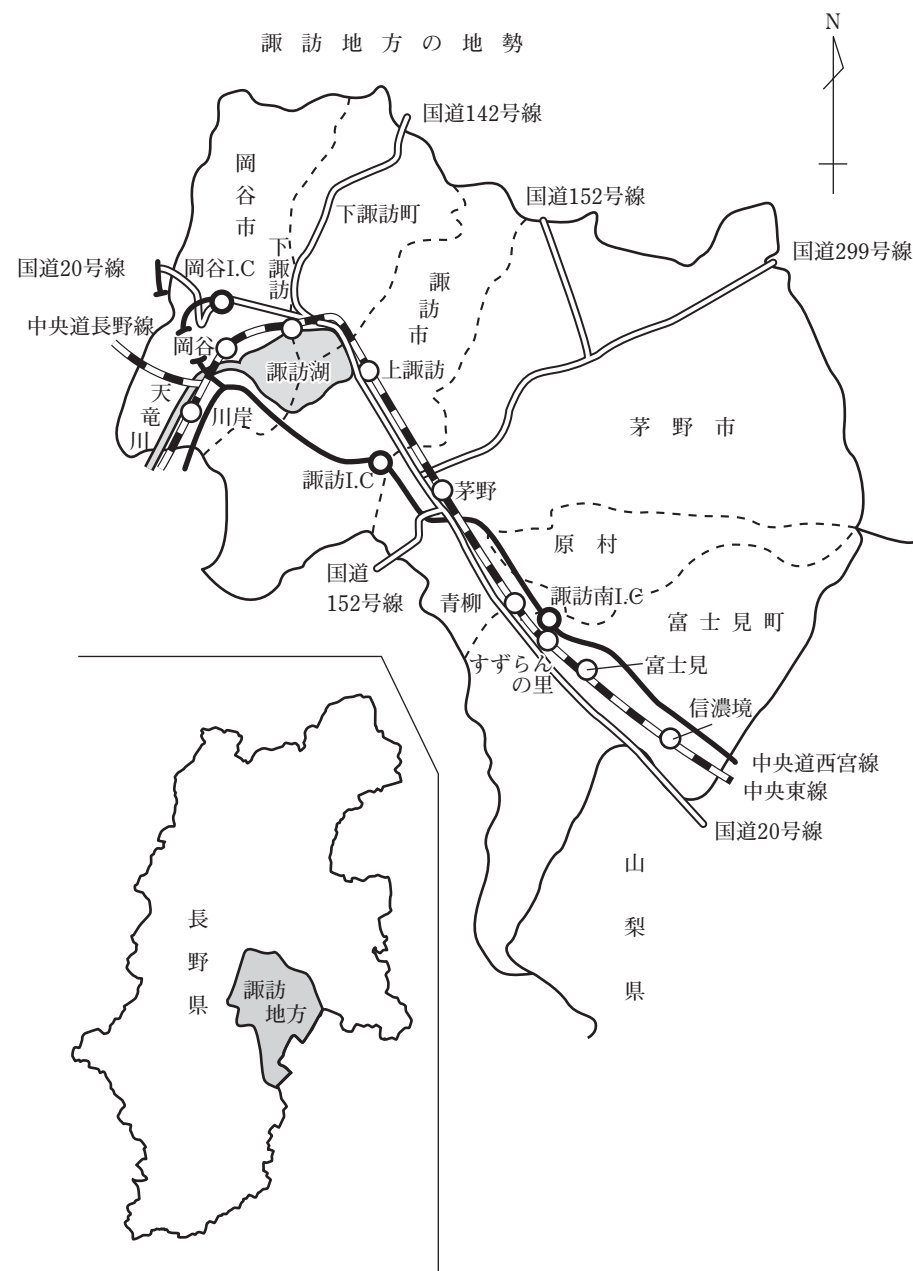 諏訪地方の地勢
N
国道142号線
岡谷市
下諏訪町
国道152号線
国道299号線
下諏訪
諏訪市
国道20号線
岡谷I.C
中央道長野線
岡谷
諏訪湖
上諏訪
天竜川
川岸
茅野市
諏訪I.C
茅野
原村
国道
152号線
青柳
諏訪南I.C
富士見町
すずらん
の里
富士見
信濃境
中央道西宮線
中央東線
国道20号線
山梨県
長野県
諏訪
地方